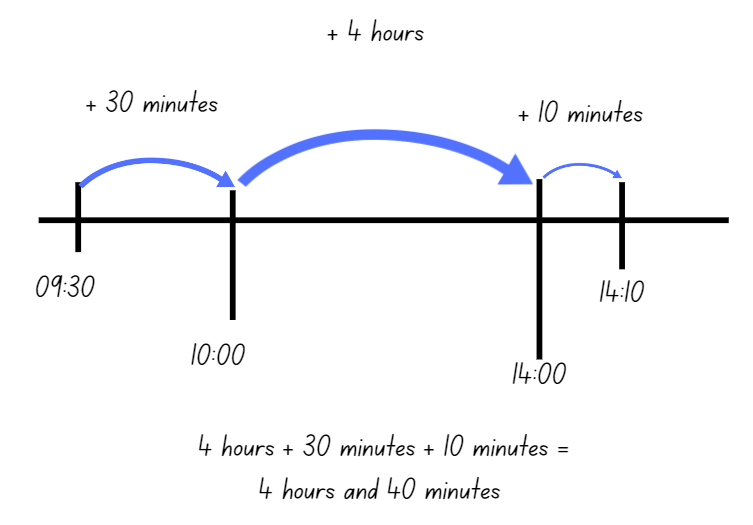 + 4 hours
+ 30 minutes
+ 10 minutes
09:30
10:00
14:00
14:10
4 hours + 30 minutes + 10 minutes =
4 hours and 40 minutes